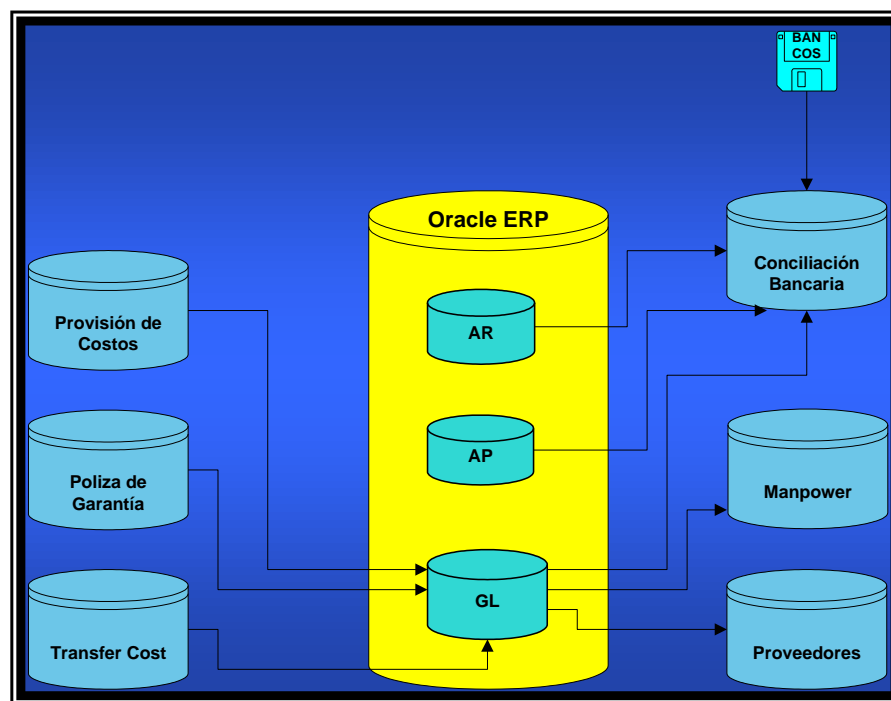 BAN
COS
Oracle ERP
Conciliación
Bancaria
Provisión de
Costos
AR
AP
Poliza de
Garantía
Manpower
GL
Transfer Cost
Proveedores